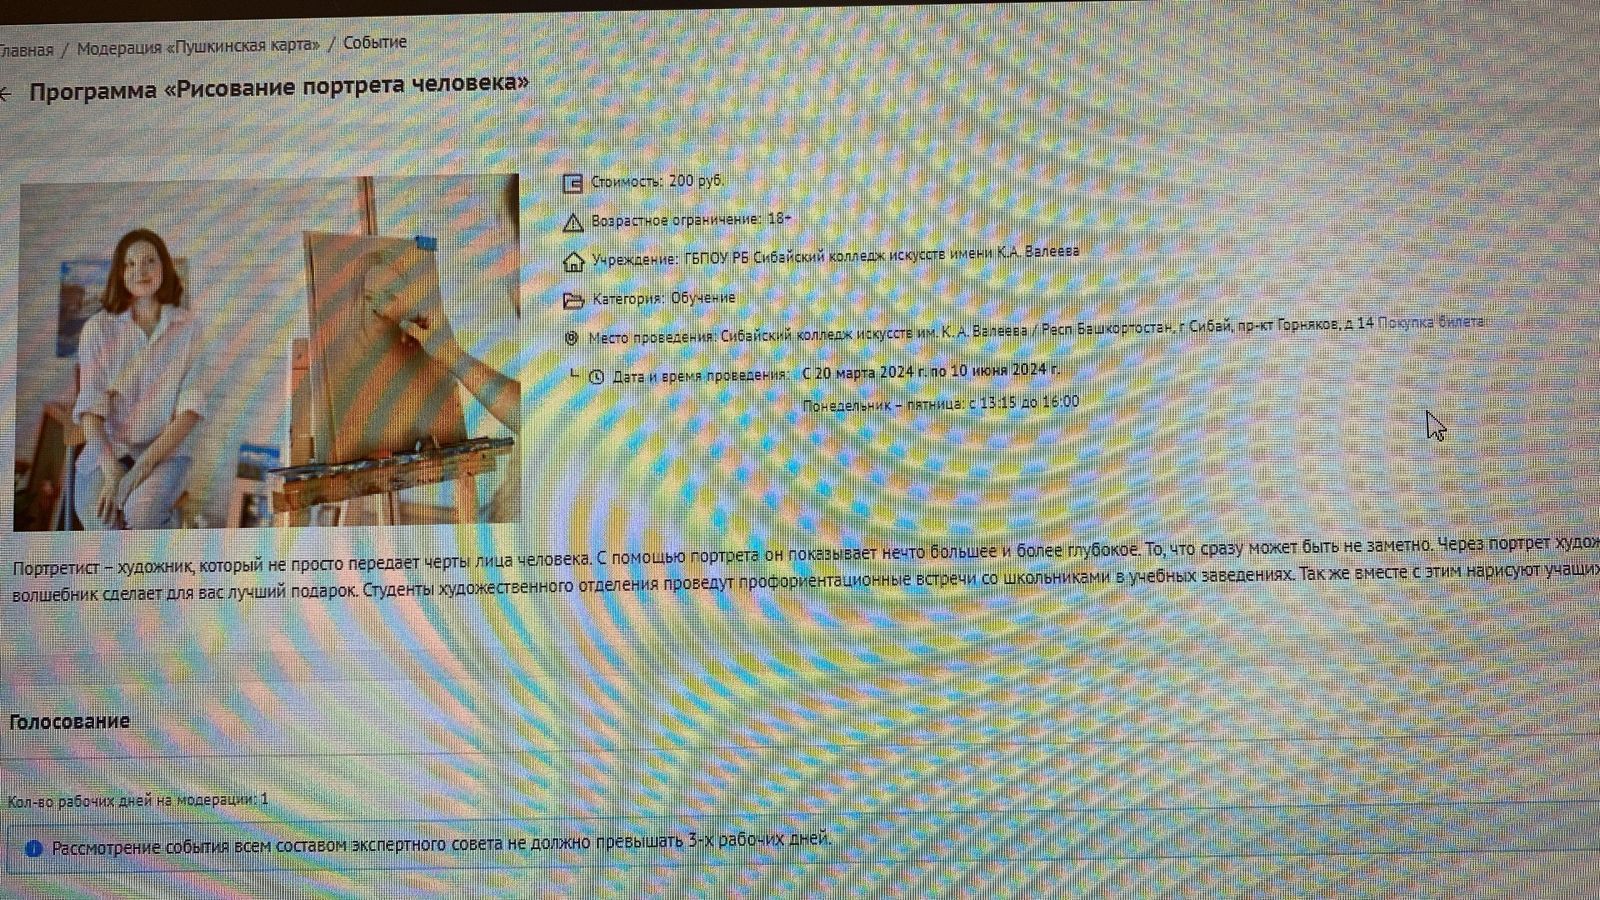 Главная / Модерация «Пушкинская карта» / Событие
← Программа «Рисование портрета человека»
Стоимость: 200 руб.
Возрастное ограничение: 18+
Учреждение: ГБПОУ РБ Сибайский колледж искусств имени К.А. Валеева
Категория: Обучение
Место проведения: Сибайский колледж искусств им. К. А. Валеева / Респ Башкортостан, г Сибай, пр-кт Горняков, д 14 Покупка билета
Дата и время проведения: С 20 марта 2024 г. по 10 июня 2024 г.
Понедельник – пятница: с 13:15 до 16:00
Портретист – художник, который не просто передает черты лица человека. С помощью портрета он показывает нечто большее и более глубокое. То, что сразу может быть не заметно. Через портрет худож
волшебник сделает для вас лучший подарок. Студенты художественного отделения проведут профориентационные встречи со школьниками в учебных заведениях. Так же вместе с этим нарисуют учащих
Голосование
Кол-во рабочих дней на модерации: 1
Рассмотрение события всем составом экспертного совета не должно превышать 3-х рабочих дней.